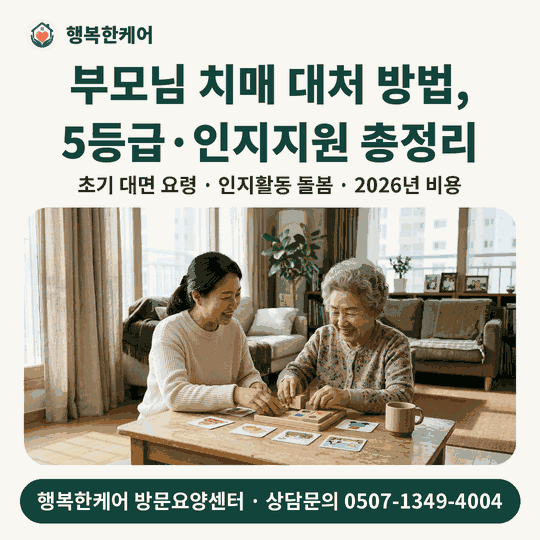 행복한케어
부모님 치매 대처 방법,
5등급·인지지원 총정리
초기 대면 요령 · 인지활동 돌봄 · 2026년 비용
행복한케어 방문요양센터 · 상담문의 0507-1349-4004